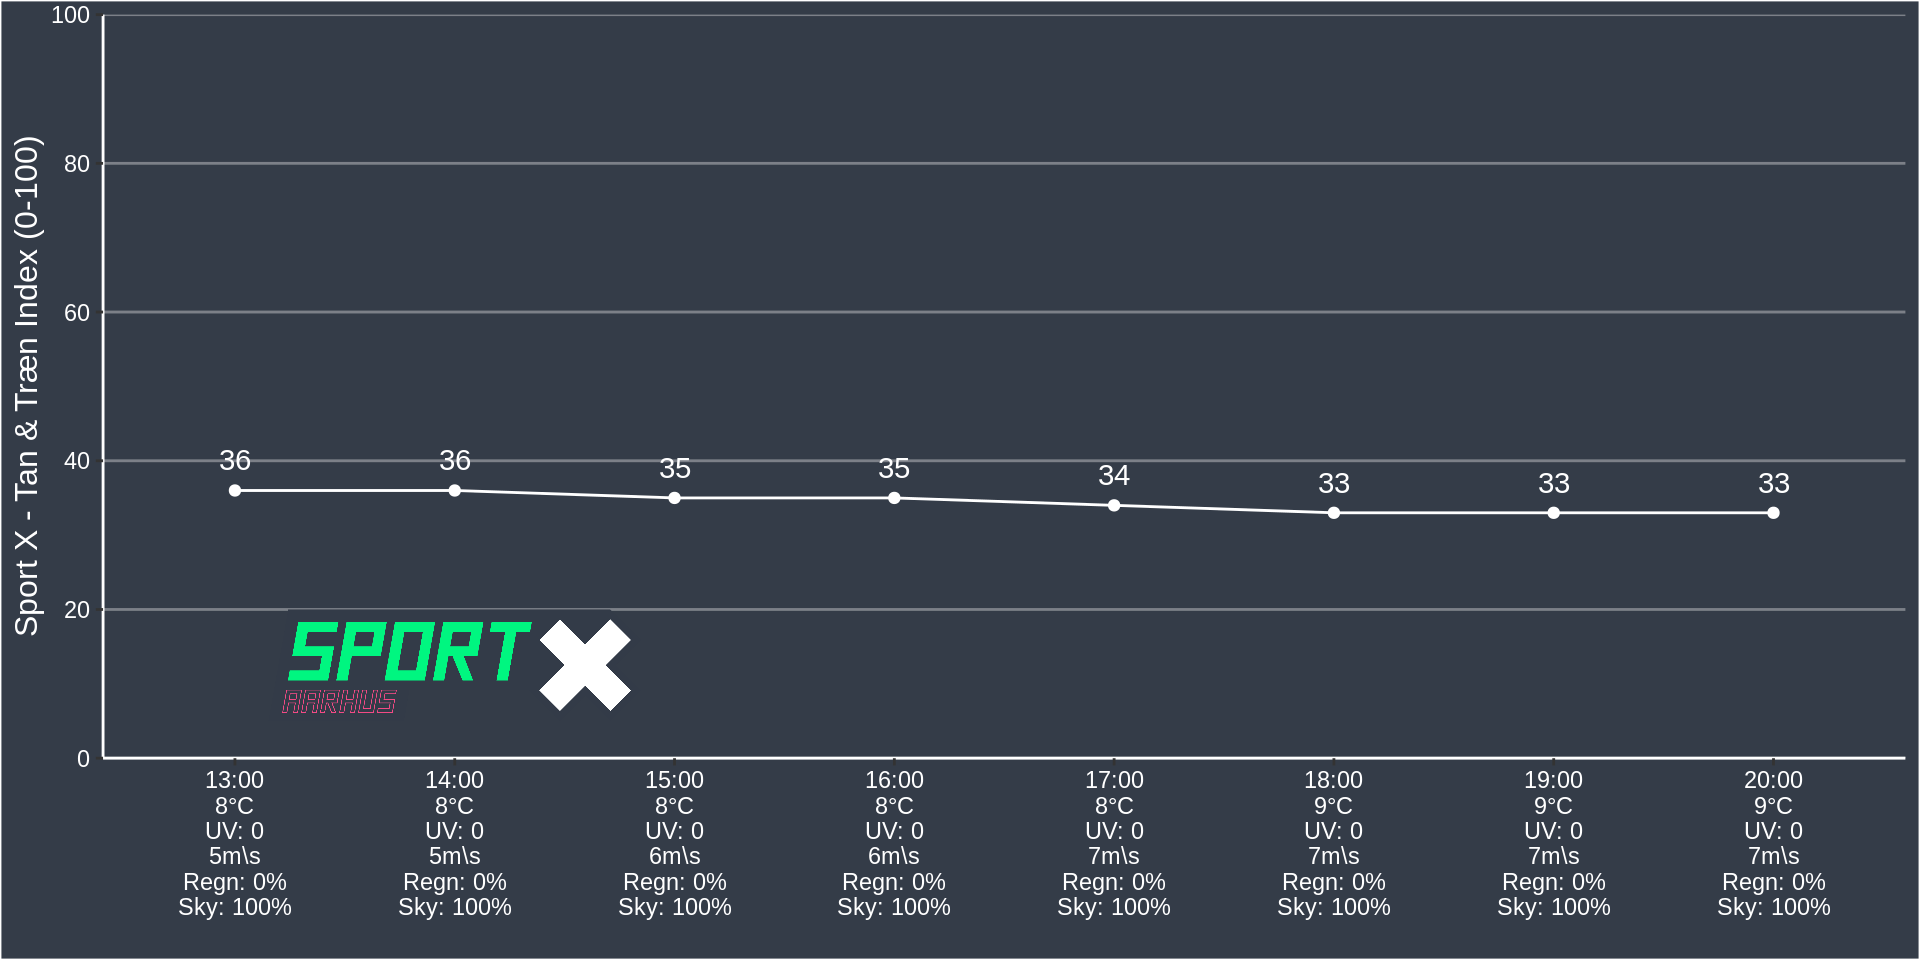 Sport X - Tan & Træn Index (0-100)
100
80
60
40
20
0
36 36 35 35 34 33 33 33
SPORT X
AARHUS
13:00 14:00 15:00 16:00 17:00 18:00 19:00 20:00
8°C 8°C 8°C 8°C 8°C 9°C 9°C 9°C
UV: 0 UV: 0 UV: 0 UV: 0 UV: 0 UV: 0 UV: 0 UV: 0
5m\s 5m\s 6m\s 6m\s 7m\s 7m\s 7m\s 7m\s
Regn: 0% Regn: 0% Regn: 0% Regn: 0% Regn: 0% Regn: 0% Regn: 0% Regn: 0%
Sky: 100% Sky: 100% Sky: 100% Sky: 100% Sky: 100% Sky: 100% Sky: 100% Sky: 100%